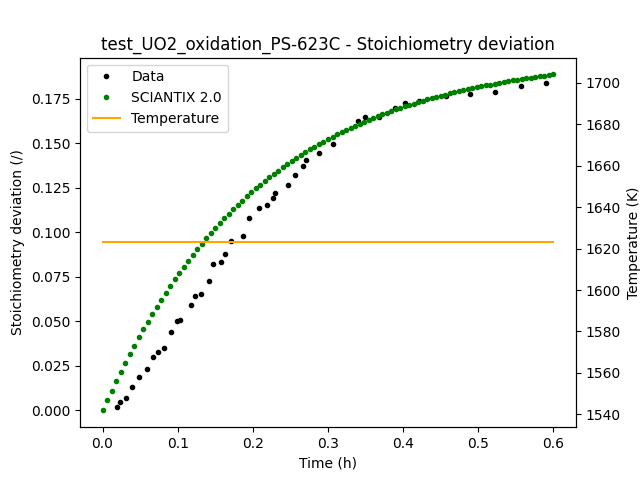 test_UO2_oxidation_PS-623C - Stoichiometry deviation
Data
SCIANTIX 2.0
Temperature
Stoichiometry deviation (/)
0.175
0.150
0.125
0.100
0.075
0.050
0.025
0.000
1700
1680
1660
1640
1620
1600
1580
1560
1540
Temperature (K)
0.0 0.1 0.2 0.3 0.4 0.5 0.6
Time (h)